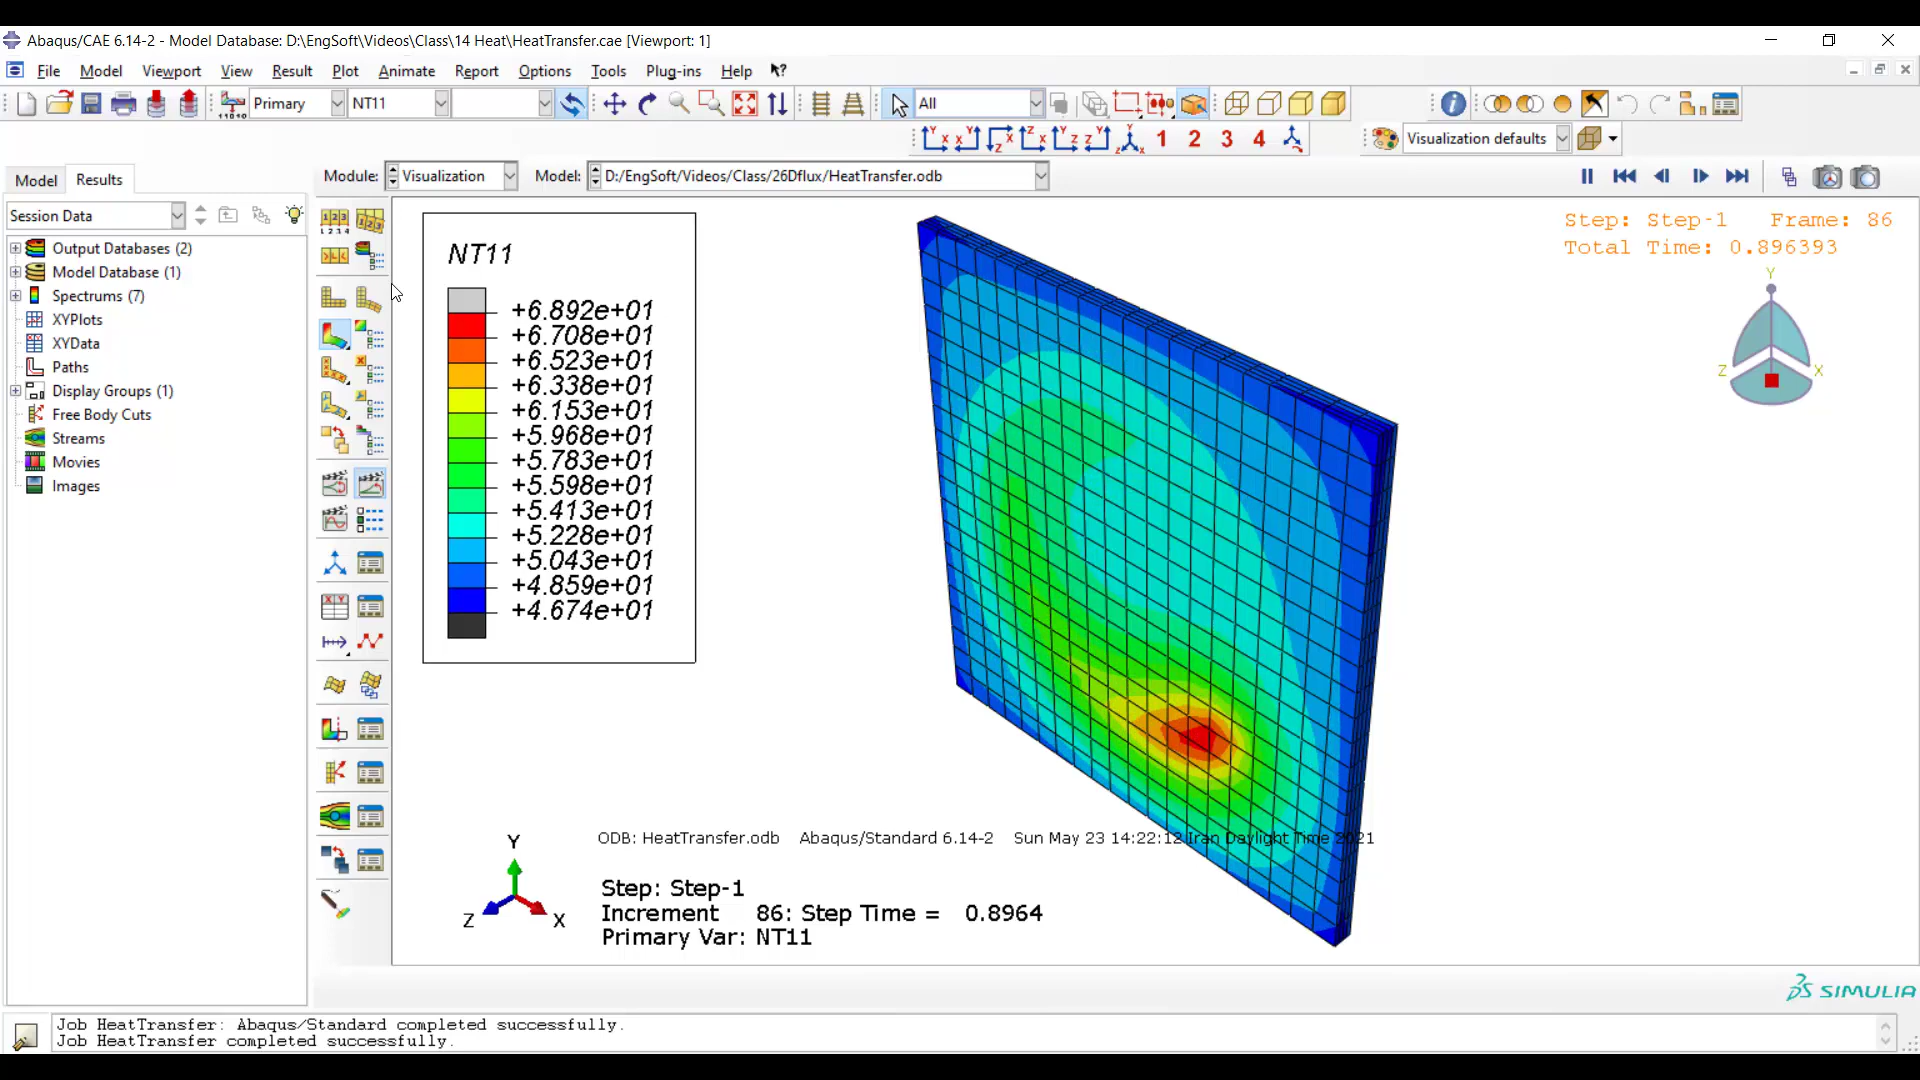 Abaqus/CAE 6.14-2 - Model Database: D:\EngSoft\Videos\Class\14 Heat\HeatTransfer.cae [Viewport: 1]
File Model Viewport View Result Plot Animate Report Options Tools Plug-ins Help
Primary NT11 All
1 2 3 4 Visualization defaults
Model Results
Module: Visualization Model: D:/EngSoft/Videos/Class/26Dflux/HeatTransfer.odb
Session Data
Output Databases (2)
Model Database (1)
Spectrums (7)
XYPlots
XYData
Paths
Display Groups (1)
Free Body Cuts
Streams
Movies
Images
NT11
+6.892e+01
+6.708e+01
+6.523e+01
+6.338e+01
+6.153e+01
+5.968e+01
+5.783e+01
+5.598e+01
+5.413e+01
+5.228e+01
+5.043e+01
+4.859e+01
+4.674e+01
Step: Step-1 Frame: 86
Total Time: 0.896393
Y
Z X
Y
Z X
ODB: HeatTransfer.odb Abaqus/Standard 6.14-2 Sun May 23 14:22:12 Iran Daylight Time 2021
Step: Step-1
Increment 86: Step Time = 0.8964
Primary Var: NT11
SIMULIA
Job HeatTransfer: Abaqus/Standard completed successfully.
Job HeatTransfer completed successfully.